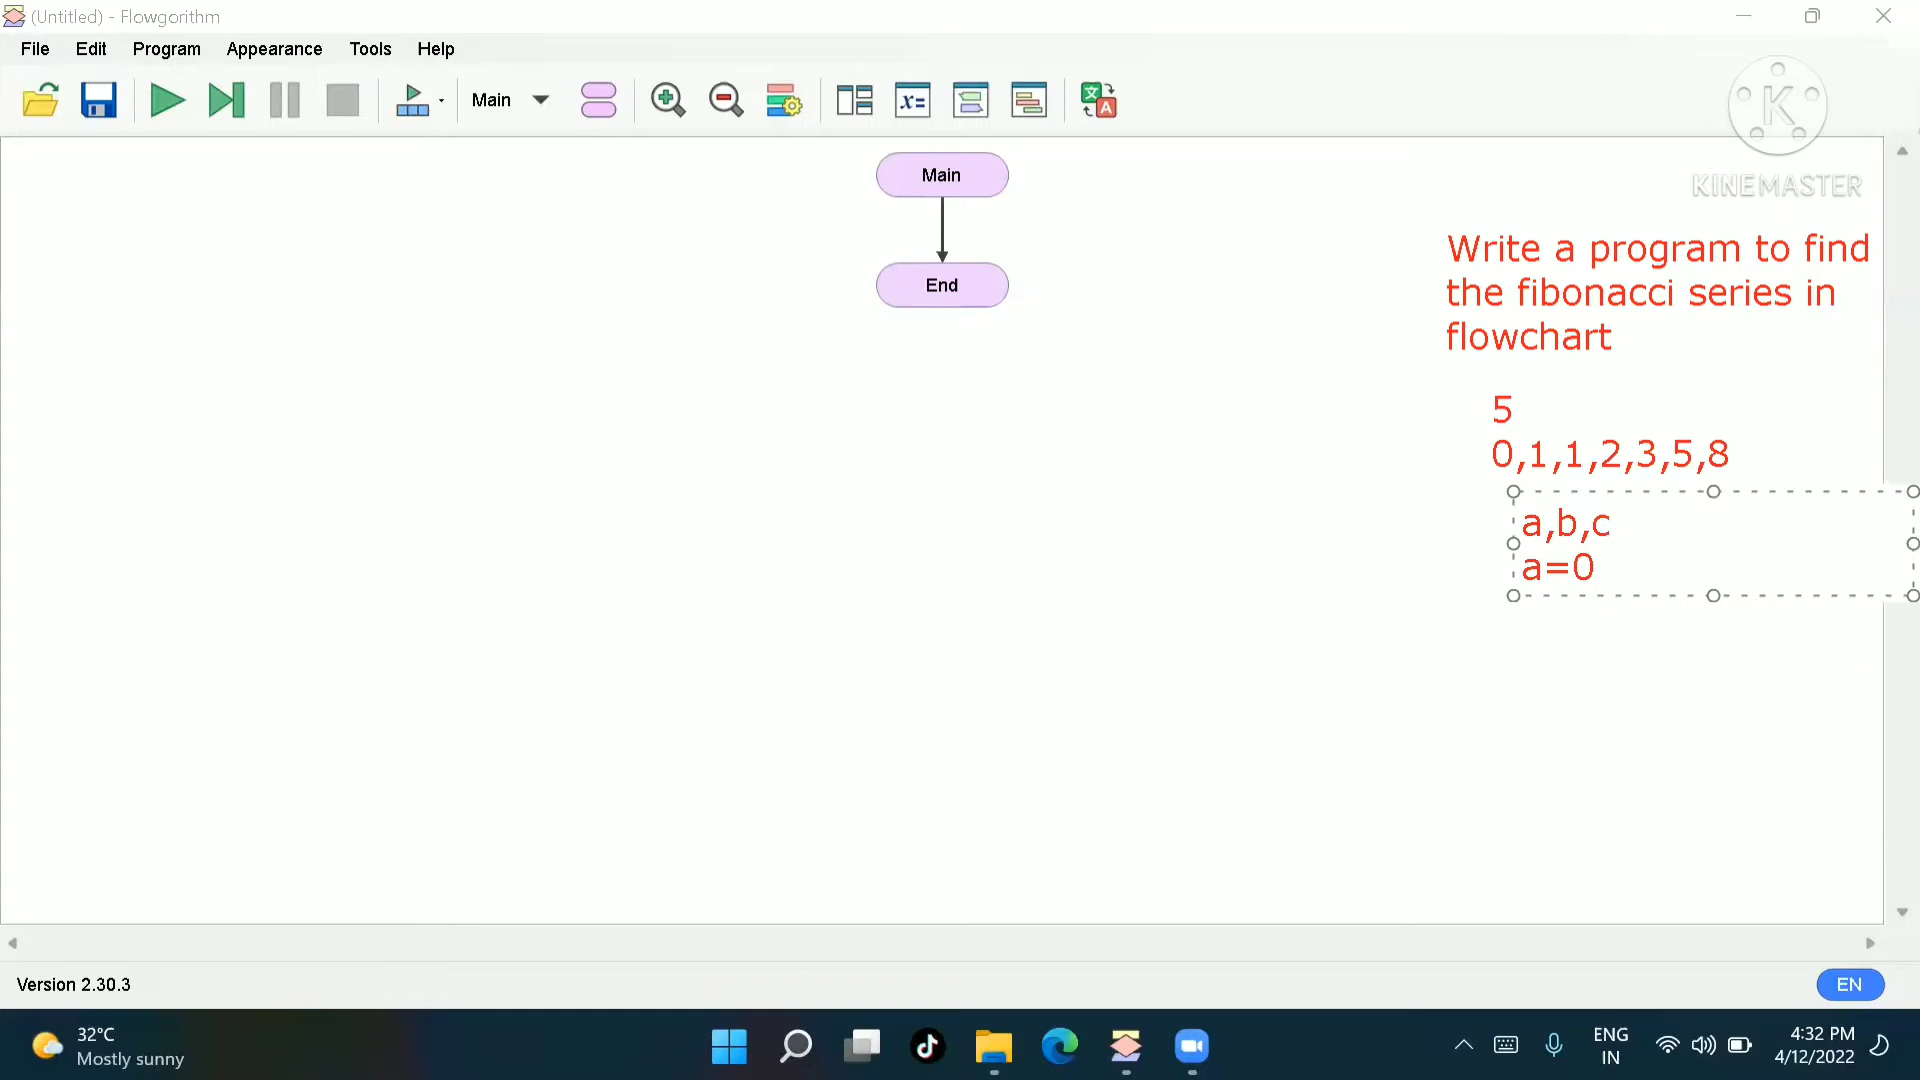 (Untitled) - Flowgorithm
File Edit Program Appearance Tools Help
Main
x=
文 A
K
KINEMASTER
Main
End
Write a program to find
the fibonacci series in
flowchart
5
0,1,1,2,3,5,8
a,b,c
a=0
Version 2.30.3
EN
32°C
Mostly sunny
ENG
IN
4:32 PM
4/12/2022